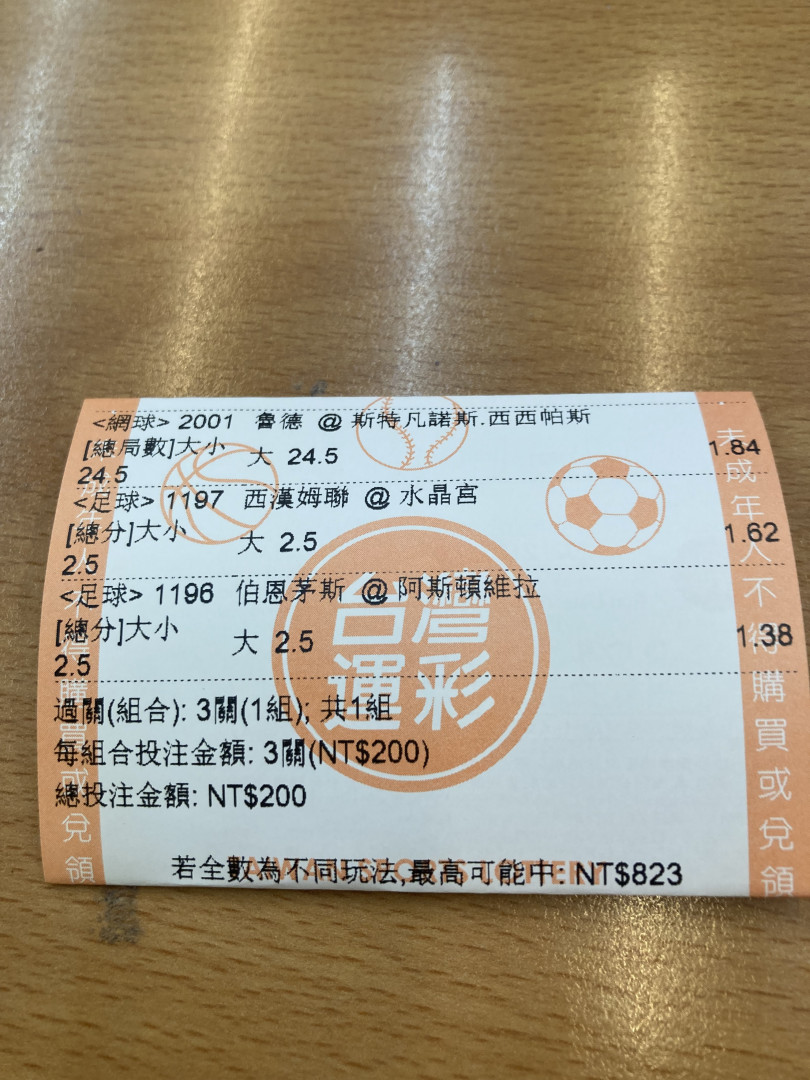 <網球> 2001 魯德 @ 斯特凡諾斯.西西帕斯
[總局數]大小 大 24.5 1.84
24.5
<足球> 1197 西漢姆聯 @ 水晶宮
[總分]大小 大 2.5 1.62
2.5
<足球> 1196 伯恩茅斯 @ 阿斯頓維拉
[總分]大小 大 2.5 1.38
2.5
過關(組合): 3關(1組); 共1組
每組合投注金額: 3關(NT$200)
總投注金額: NT$200
若全數為不同玩法,最高可能中: NT$823
台灣
運彩
未成年人不得購買或兌領
得購買或兌領